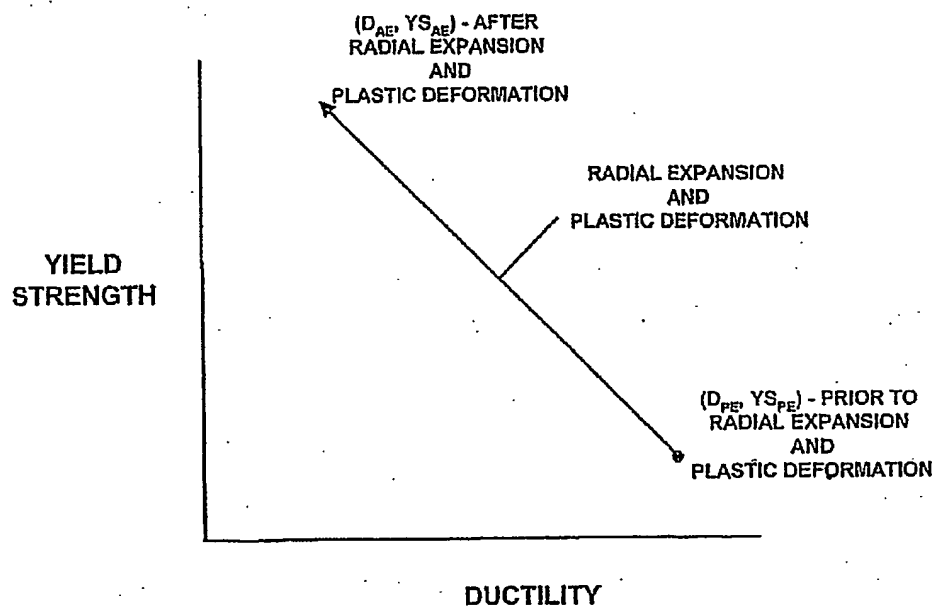 (D_AE, YS_AE) - AFTER
RADIAL EXPANSION
AND
PLASTIC DEFORMATION
RADIAL EXPANSION
AND
PLASTIC DEFORMATION
YIELD
STRENGTH
(D_PE, YS_PE) - PRIOR TO
RADIAL EXPANSION
AND
PLASTIC DEFORMATION
DUCTILITY